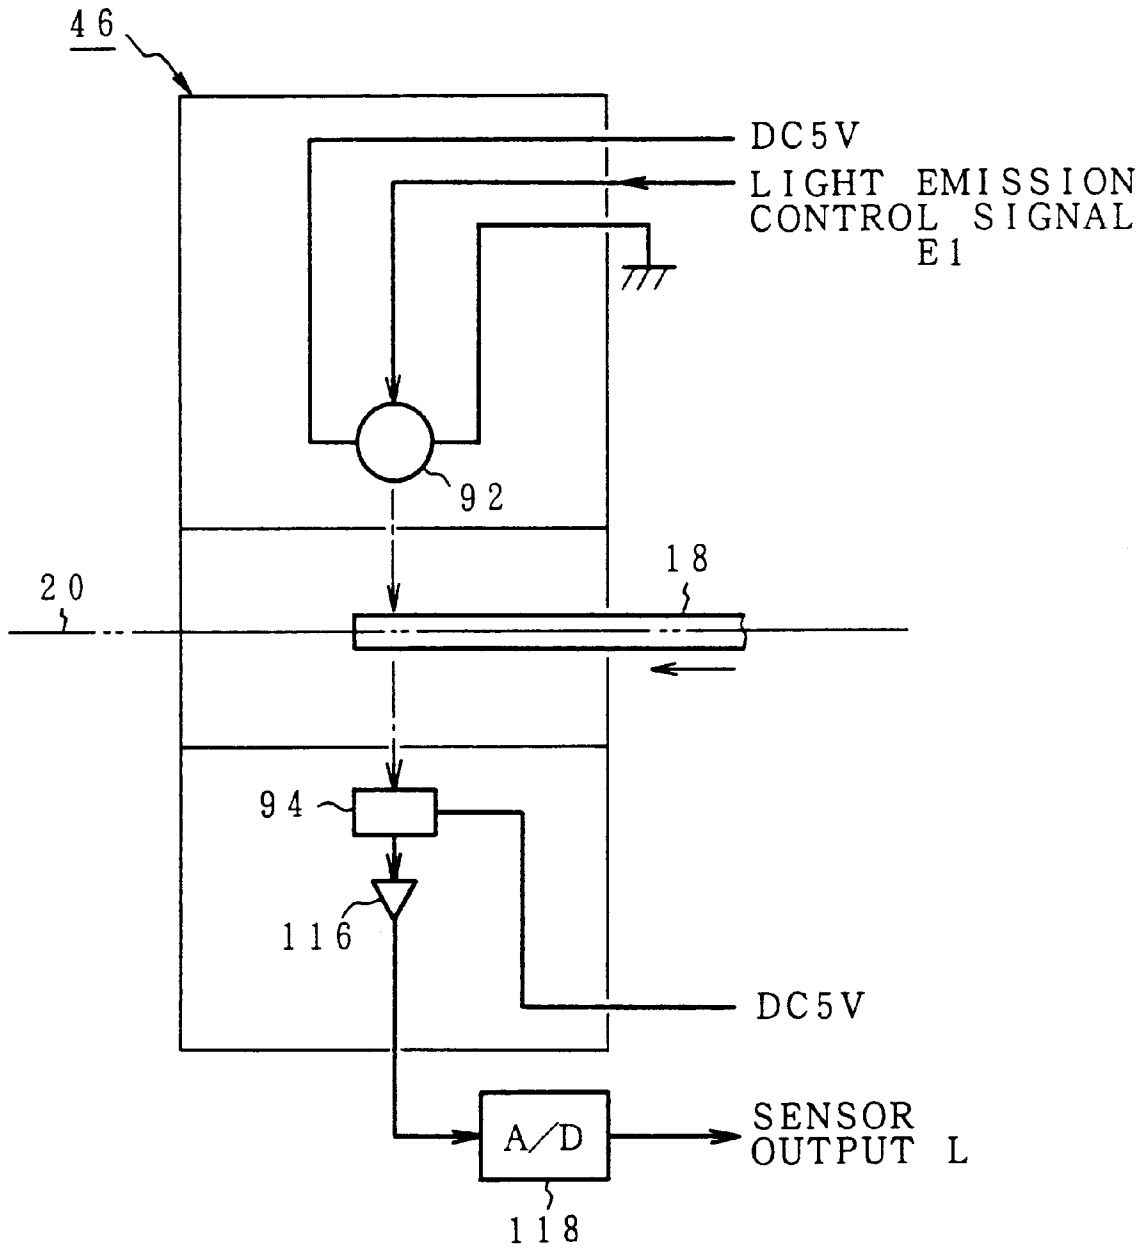 46
DC5V
LIGHT EMISSION
CONTROL SIGNAL
E1
92
18
20
94
116
DC5V
A/D
SENSOR
OUTPUT L
118